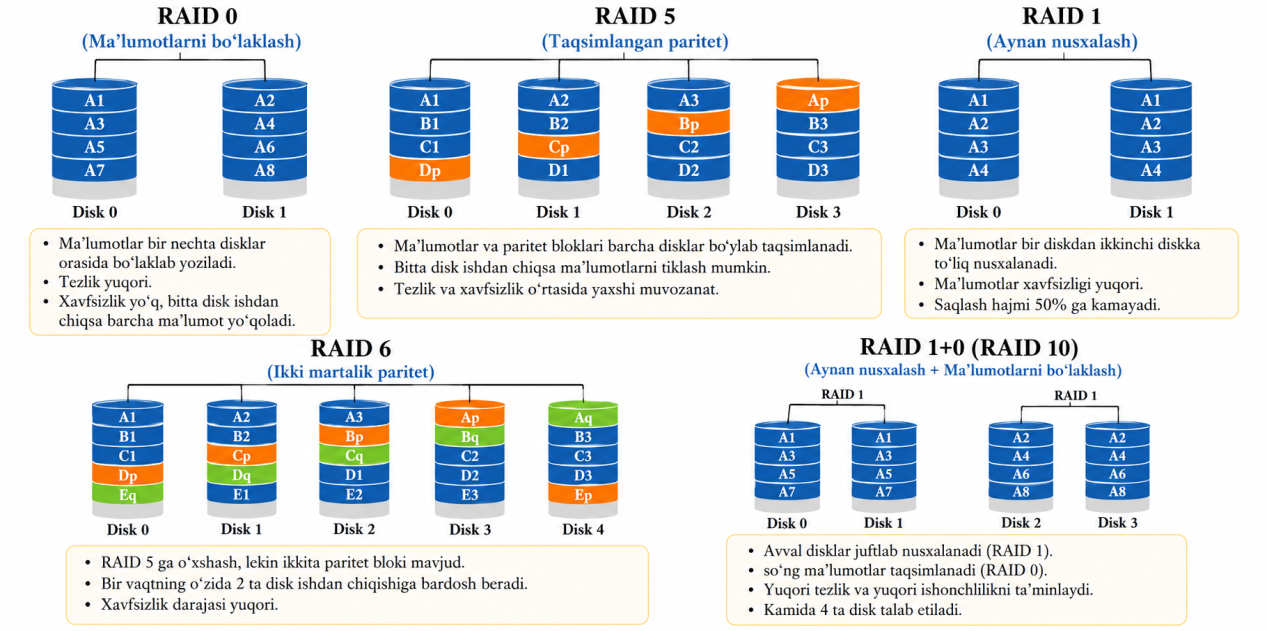 RAID 0
(Ma’lumotlarni bo‘laklash)
A1
A3
A5
A7
Disk 0
A2
A4
A6
A8
Disk 1
• Ma’lumotlar bir nechta disklar
orasida bo‘laklab yoziladi.
• Tezlik yuqori.
• Xavfsizlik yo‘q, bitta disk ishdan
chiqsa barcha ma’lumot yo‘qoladi.
RAID 5
(Taqsimlangan paritet)
A1
B1
C1
Dp
Disk 0
A2
B2
Cp
D1
Disk 1
A3
Bp
C2
D2
Disk 2
Ap
B3
C3
D3
Disk 3
• Ma’lumotlar va paritet bloklari barcha disklar bo‘ylab taqsimlanadi.
• Bitta disk ishdan chiqsa ma’lumotlarni tiklash mumkin.
• Tezlik va xavfsizlik o‘rtasida yaxshi muvozanat.
RAID 1
(Aynan nusxalash)
A1
A2
A3
A4
Disk 0
A1
A2
A3
A4
Disk 1
• Ma’lumotlar bir diskdan ikkinchi diskka
to‘liq nusxalanadi.
• Ma’lumotlar xavfsizligi yuqori.
• Saqlash hajmi 50% ga kamayadi.
RAID 6
(Ikki martalik paritet)
A1
B1
C1
Dp
Eq
Disk 0
A2
B2
Cp
Dq
E1
Disk 1
A3
Bp
Cq
D1
E2
Disk 2
Ap
Bq
C2
D2
E3
Disk 3
Aq
B3
C3
D3
Ep
Disk 4
• RAID 5 ga o‘xshash, lekin ikkita paritet bloki mavjud.
• Bir vaqtning o‘zida 2 ta disk ishdan chiqishiga bardosh beradi.
• Xavfsizlik darajasi yuqori.
RAID 1+0 (RAID 10)
(Aynan nusxalash + Ma’lumotlarni bo‘laklash)
RAID 1
A1
A3
A5
A7
Disk 0
A1
A3
A5
A7
Disk 1
RAID 1
A2
A4
A6
A8
Disk 2
A2
A4
A6
A8
Disk 3
• Avval disklar juftlab nusxalanadi (RAID 1).
• so‘ng ma’lumotlar taqsimlanadi (RAID 0).
• Yuqori tezlik va yuqori ishonchlilikni ta’minlaydi.
• Kamida 4 ta disk talab etiladi.